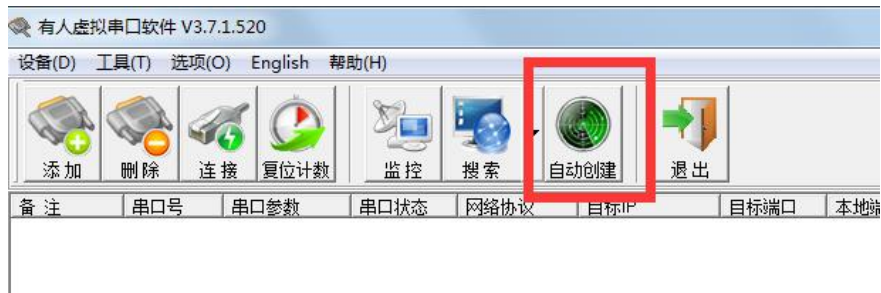 有人虚拟串口软件 V3.7.1.520
设备(D) 工具(T) 选项(O) English 帮助(H)
添加 删除 连接 复位计数 监控 搜索 自动创建 退出
备注 串口号 串口参数 串口状态 网络协议 目标IP 目标端口 本地端